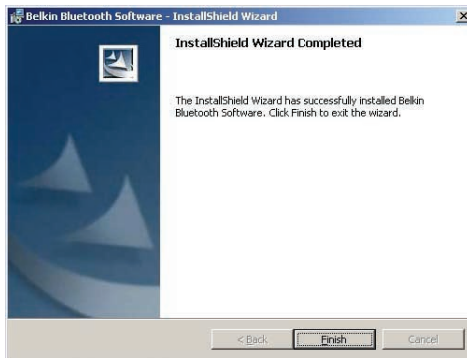 Belkin Bluetooth Software - InstallShield Wizard
InstallShield Wizard Completed
The InstallShield Wizard has successfully installed Belkin
Bluetooth Software. Click Finish to exit the wizard.
< Back
Finish
Cancel